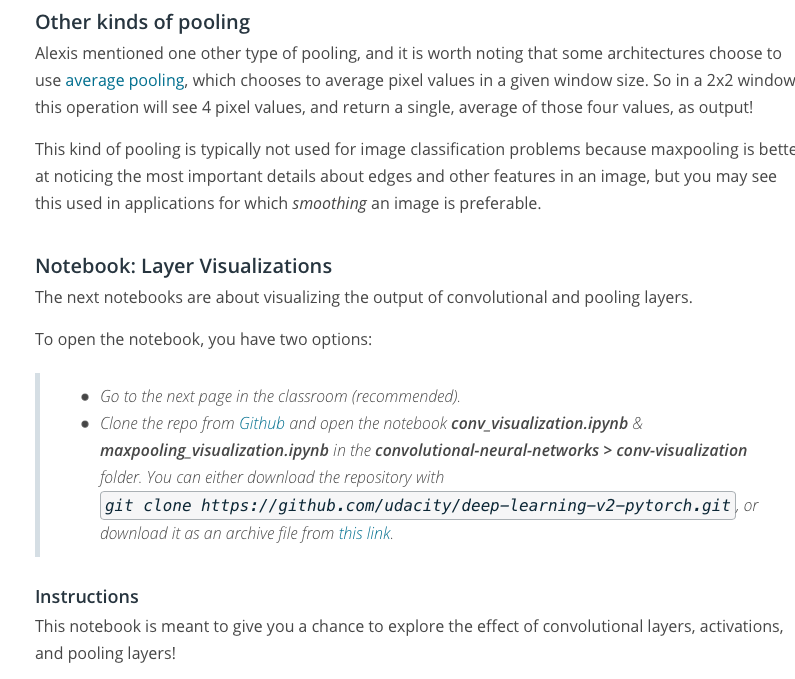 Other kinds of pooling
Alexis mentioned one other type of pooling, and it is worth noting that some architectures choose to
use average pooling, which chooses to average pixel values in a given window size. So in a 2x2 window
this operation will see 4 pixel values, and return a single, average of those four values, as output!
This kind of pooling is typically not used for image classification problems because maxpooling is bette
at noticing the most important details about edges and other features in an image, but you may see
this used in applications for which smoothing an image is preferable.
Notebook: Layer Visualizations
The next notebooks are about visualizing the output of convolutional and pooling layers.
To open the notebook, you have two options:
• Go to the next page in the classroom (recommended).
• Clone the repo from Github and open the notebook conv_visualization.ipynb &
maxpooling_visualization.ipynb in the convolutional-neural-networks > conv-visualization
folder. You can either download the repository with
git clone https://github.com/udacity/deep-learning-v2-pytorch.git, or
download it as an archive file from this link.
Instructions
This notebook is meant to give you a chance to explore the effect of convolutional layers, activations,
and pooling layers!